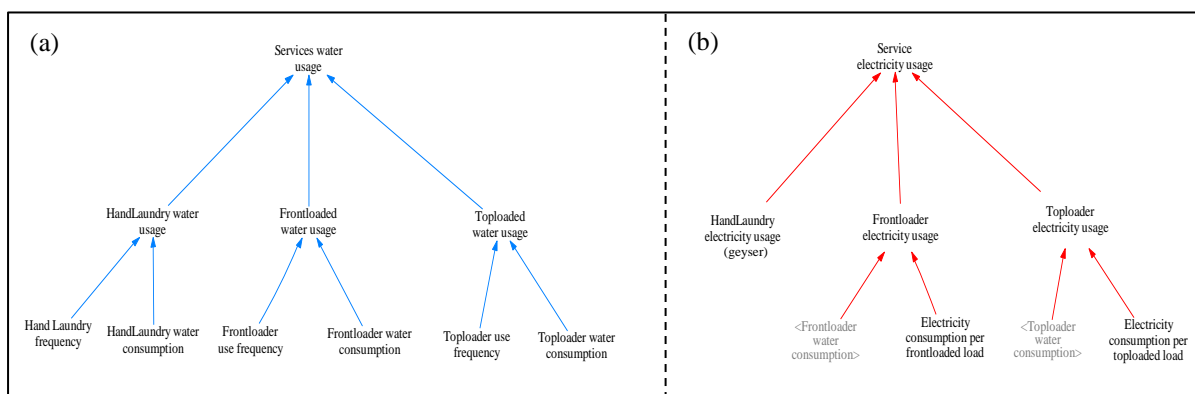 (a)
Services water
usage
HandLaundry water
usage
Frontloaded
water usage
Toploaded
water usage
Hand Laundry
frequency
HandLaundry water
consumption
Frontloader
use frequency
Frontloader water
consumption
Toploader use
frequency
Toploader water
consumption
(b)
Service
electricity usage
HandLaundry
electricity usage
(geyser)
Frontloader
electricity usage
Toploader
electricity usage
<Frontloader
water
consumption>
Electricity
consumption per
frontloaded load
<Toploader
water
consumption>
Electricity
consumption per
toploaded load